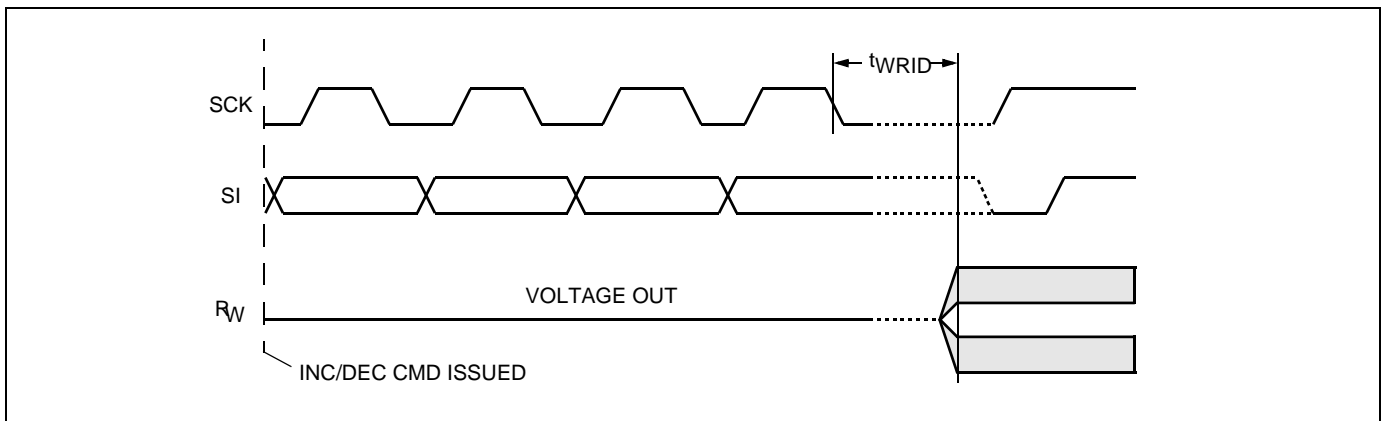 tWRID
SCK
SI
VOLTAGE OUT
RW
INC/DEC CMD ISSUED